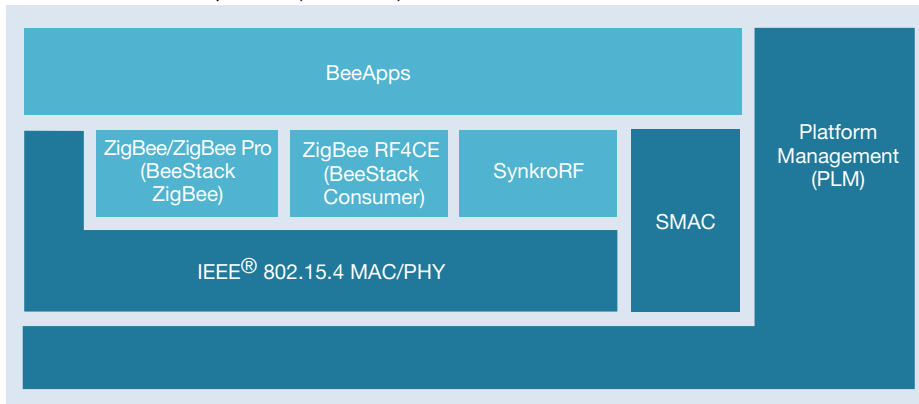 BeeApps
ZigBee/ZigBee Pro
(BeeStack
ZigBee)
ZigBee RF4CE
(BeeStack
Consumer)
SynkroRF
SMAC
Platform
Management
(PLM)
IEEE® 802.15.4 MAC/PHY